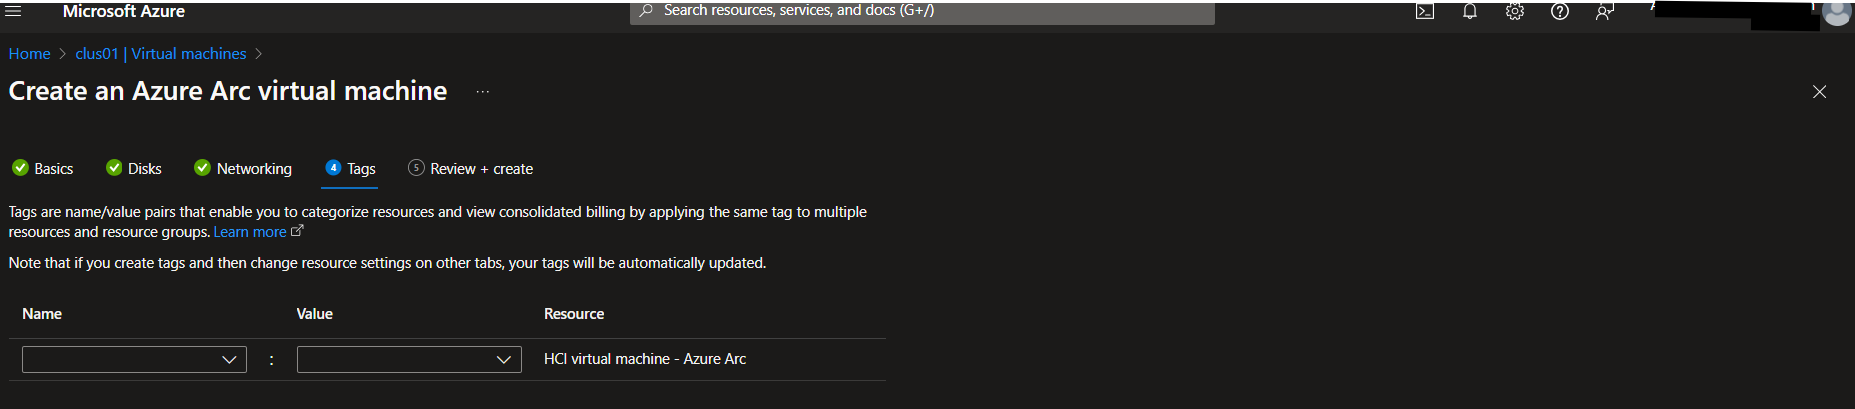 Microsoft Azure
Search resources, services, and docs (G+/)
Home > clus01 | Virtual machines >
Create an Azure Arc virtual machine ...
Basics Disks Networking 4 Tags 5 Review + create
Tags are name/value pairs that enable you to categorize resources and view consolidated billing by applying the same tag to multiple
resources and resource groups. Learn more
Note that if you create tags and then change resource settings on other tabs, your tags will be automatically updated.
Name Value Resource
: HCI virtual machine - Azure Arc